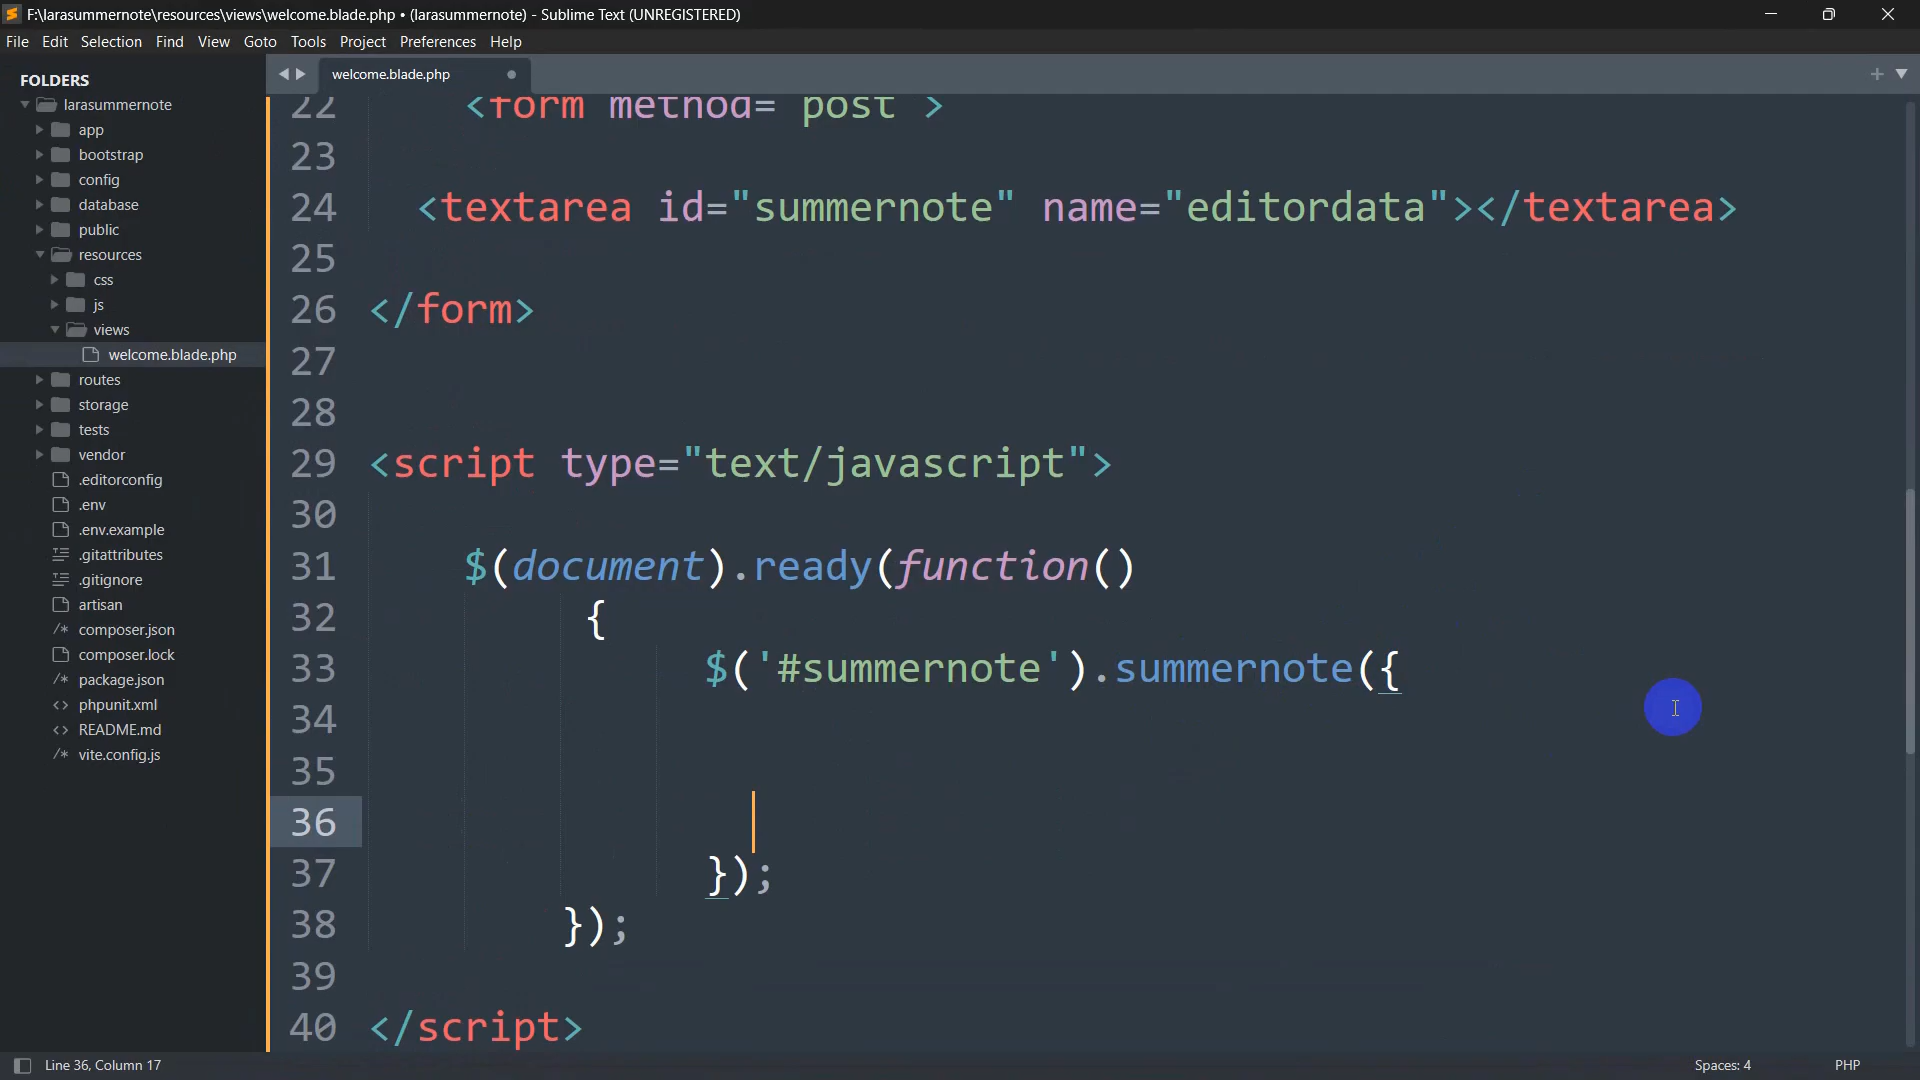 F:\larasummernote\resources\views\welcome.blade.php • (larasummernote) - Sublime Text (UNREGISTERED)
File Edit Selection Find View Goto Tools Project Preferences Help
FOLDERS
larasummernote
app
bootstrap
config
database
public
resources
css
js
views
welcome.blade.php
routes
storage
tests
vendor
.editorconfig
.env
.env.example
.gitattributes
.gitignore
artisan
composer.json
composer.lock
package.json
phpunit.xml
README.md
vite.config.js
welcome.blade.php
22 <form method= post >
23
24 <textarea id="summernote" name="editordata"></textarea>
25
26 </form>
27
28
29 <script type="text/javascript">
30
31 $(document).ready(function()
32 {
33 $('#summernote').summernote({
34
35
36
37 });
38 });
39
40 </script>
Line 36, Column 17
Spaces: 4
PHP